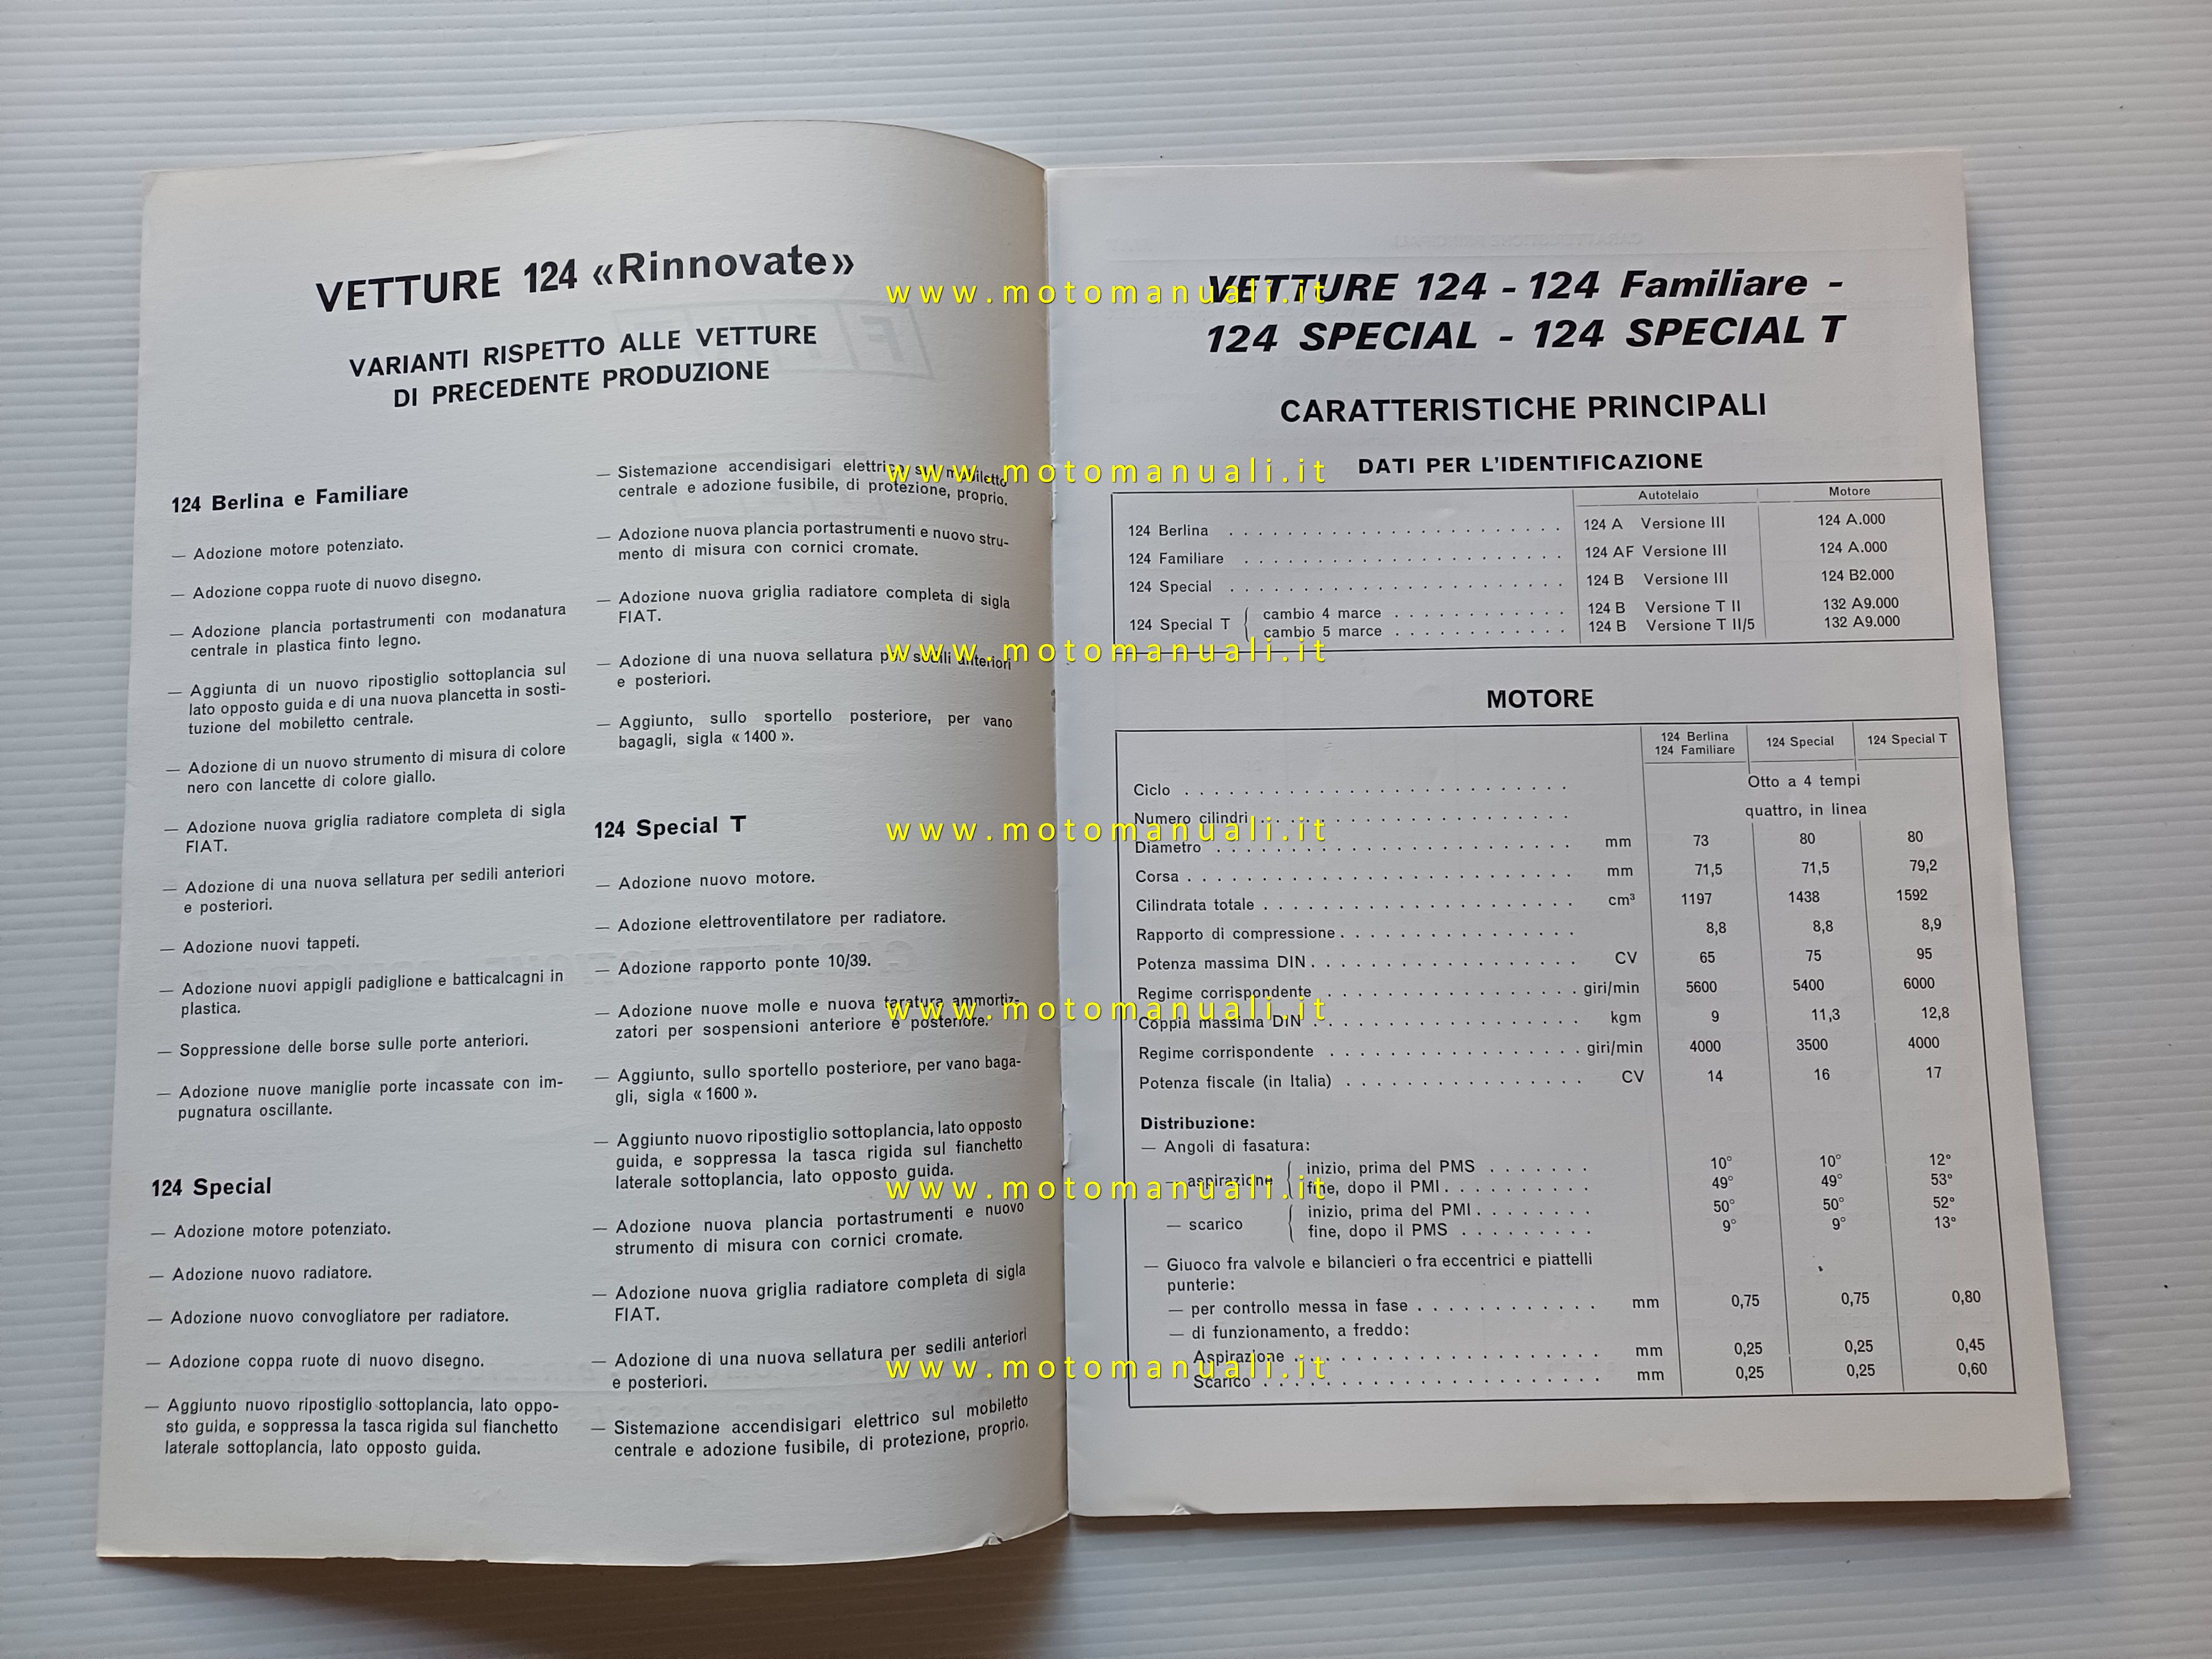 VETTURE 124 «Rinnovate»
VARIANTI RISPETTO ALLE VETTURE
DI PRECEDENTE PRODUZIONE
124 Berlina e Familiare
— Adozione motore potenziato.
— Adozione coppa ruote di nuovo disegno.
— Adozione plancia portastrumenti con modanatura
centrale in plastica finto legno.
— Aggiunta di un nuovo ripostiglio sottoplancia sul
lato opposto guida e di una nuova plancetta in sosti-
tuzione del mobiletto centrale.
— Adozione di un nuovo strumento di misura di colore
nero con lancette di colore giallo.
— Adozione nuova griglia radiatore completa di sigla
FIAT.
— Adozione di una nuova sellatura per sedili anteriori
e posteriori.
— Adozione nuovi tappeti.
— Adozione nuovi appigli padiglione e batticalcagni in
plastica.
— Soppressione delle borse sulle porte anteriori.
— Adozione nuove maniglie porte incassate con im-
pugnatura oscillante.
124 Special
— Adozione motore potenziato.
— Adozione nuovo radiatore.
— Adozione nuovo convogliatore per radiatore.
— Adozione coppa ruote di nuovo disegno.
— Aggiunto nuovo ripostiglio sottoplancia, lato oppo-
sto guida, e soppressa la tasca rigida sul fianchetto
laterale sottoplancia, lato opposto guida.
— Sistemazione accendisigari elettrico sul mobiletto
centrale e adozione fusibile, di protezione, proprio.
— Adozione nuova plancia portastrumenti e nuovo stru-
mento di misura con cornici cromate.
— Adozione nuova griglia radiatore completa di sigla
FIAT.
— Adozione di una nuova sellatura per sedili anteriori
e posteriori.
— Aggiunto, sullo sportello posteriore, per vano
bagagli, sigla « 1400 ».
124 Special T
— Adozione nuovo motore.
— Adozione elettroventilatore per radiatore.
— Adozione rapporto ponte 10/39.
— Adozione nuove molle e nuova taratura ammortiz-
zatori per sospensioni anteriore e posteriore.
— Aggiunto, sullo sportello posteriore, per vano baga-
gli, sigla « 1600 ».
— Aggiunto nuovo ripostiglio sottoplancia, lato opposto
guida, e soppressa la tasca rigida sul fianchetto
laterale sottoplancia, lato opposto guida.
— Adozione nuova plancia portastrumenti e nuovo
strumento di misura con cornici cromate.
— Adozione nuova griglia radiatore completa di sigla
FIAT.
— Adozione di una nuova sellatura per sedili anteriori
e posteriori.
— Sistemazione accendisigari elettrico sul mobiletto
centrale e adozione fusibile, di protezione, proprio.
VETTURE 124 - 124 Familiare -
124 SPECIAL - 124 SPECIAL T
CARATTERISTICHE PRINCIPALI
DATI PER L'IDENTIFICAZIONE
Autotelaio Motore
124 Berlina 124 A Versione III 124 A.000
124 Familiare 124 AF Versione III 124 A.000
124 Special 124 B Versione III 124 B2.000
124 Special T { cambio 4 marce 124 B Versione T II 132 A9.000
cambio 5 marce 124 B Versione T II/5 132 A9.000
MOTORE
124 Berlina
124 Familiare 124 Special 124 Special T
Ciclo Otto a 4 tempi
Numero cilindri quattro, in linea
Diametro mm 73 80 80
Corsa mm 71,5 71,5 79,2
Cilindrata totale cm³ 1197 1438 1592
Rapporto di compressione 8,8 8,8 8,9
Potenza massima DIN CV 65 75 95
Regime corrispondente giri/min 5600 5400 6000
Coppia massima DIN kgm 9 11,3 12,8
Regime corrispondente giri/min 4000 3500 4000
Potenza fiscale (in Italia) CV 14 16 17
Distribuzione:
— Angoli di fasatura:
— aspirazione { inizio, prima del PMS 10° 10° 12°
fine, dopo il PMI 49° 49° 53°
— scarico { inizio, prima del PMI 50° 50° 52°
fine, dopo il PMS 9° 9° 13°
— Giuoco fra valvole e bilancieri o fra eccentrici e piattelli
punterie:
— per controllo messa in fase mm 0,75 0,75 0,80
— di funzionamento, a freddo:
Aspirazione mm 0,25 0,25 0,45
Scarico mm 0,25 0,25 0,60
www.motomanuali.it
www.motomanuali.it
www.motomanuali.it
www.motomanuali.it
www.motomanuali.it
www.motomanuali.it
www.motomanuali.it